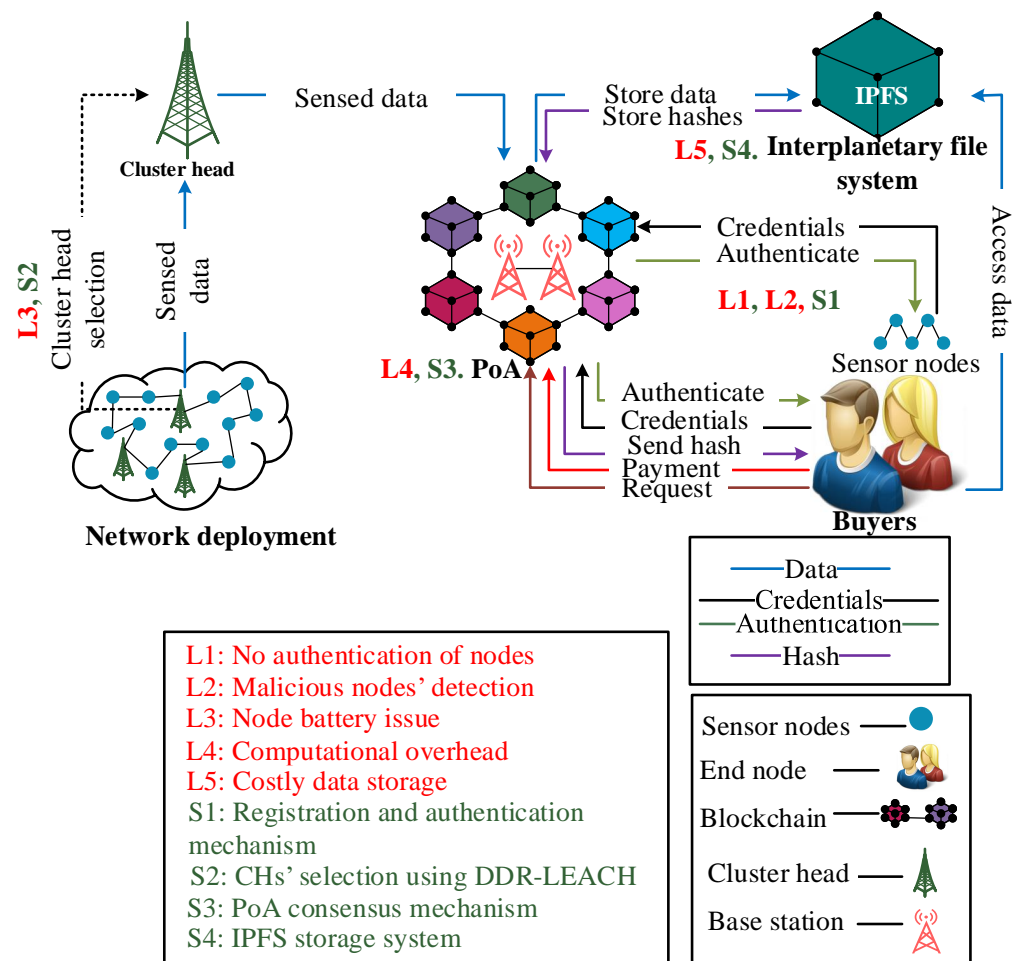 Sensed data
Store data
Store hashes
IPFS
L5, S4.
Interplanetary file
system
Cluster head
L3, S2
Cluster head
selection
Sensed
data
Credentials
Authenticate
L1, L2, S1
Access data
Sensor nodes
L4, S3. PoA
Authenticate
Credentials
Send hash
Payment
Request
Buyers
Network deployment
Data
Credentials
Authentication
Hash
L1: No authentication of nodes
L2: Malicious nodes’ detection
L3: Node battery issue
L4: Computational overhead
L5: Costly data storage
S1: Registration and authentication
mechanism
S2: CHs’ selection using DDR-LEACH
S3: PoA consensus mechanism
S4: IPFS storage system
Sensor nodes
End node
Blockchain
Cluster head
Base station